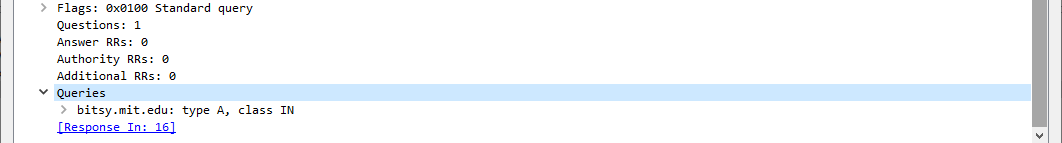 Flags: 0x0100 Standard query
Questions: 1
Answer RRs: 0
Authority RRs: 0
Additional RRs: 0
Queries
bitsy.mit.edu: type A, class IN
[Response In: 16]